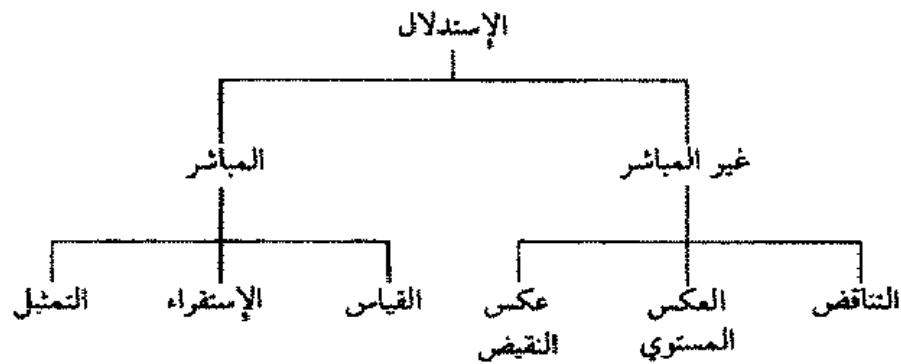 الإستدلال
غير المباشر
المباشر
التناقض
العكس
المستوي
عكس
النقيض
القياس
الإستقراء
التمثيل